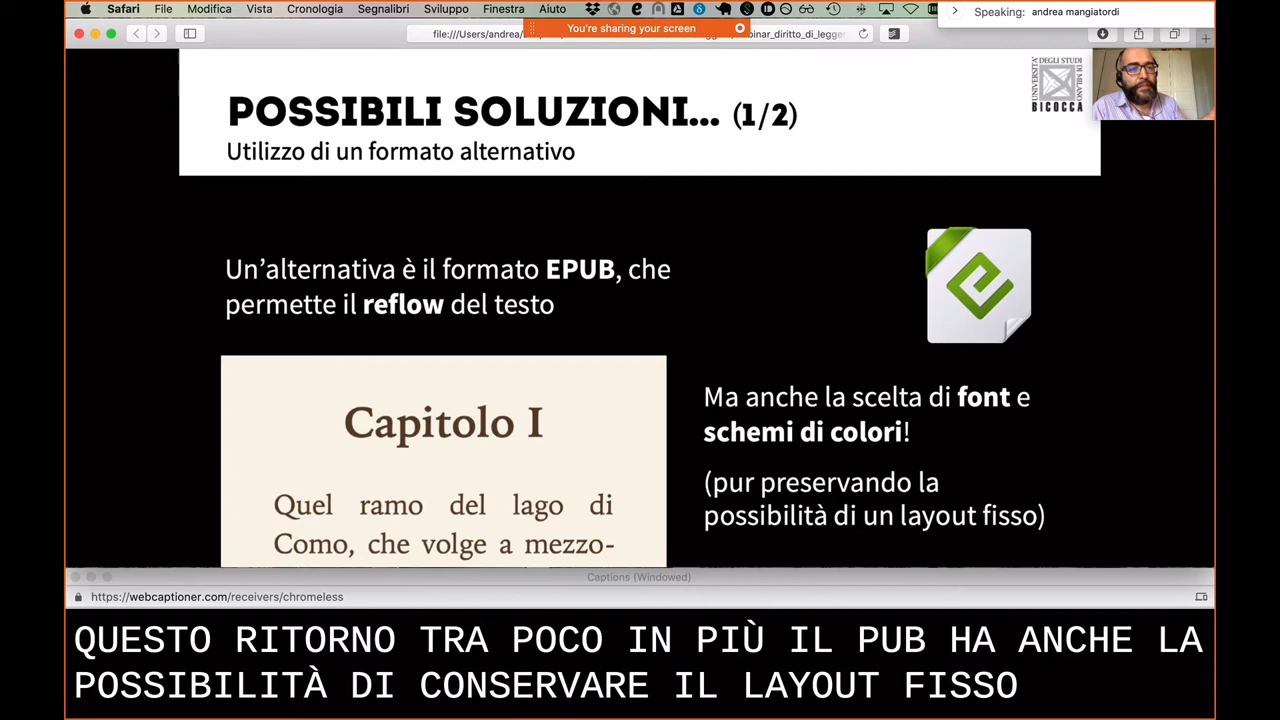 Safari File Modifica Vista Cronologia Segnalibri Sviluppo Finestra Aiuto
Speaking: andrea mangiatordi
You're sharing your screen
file:///Users/andrea/
binar_diritto_di_legge
UNIVERSITÀ DEGLI STUDI DI MILANO
BICOCCA
POSSIBILI SOLUZIONI... (1/2)
Utilizzo di un formato alternativo
Un'alternativa è il formato EPUB, che
permette il reflow del testo
Capitolo I
Quel ramo del lago di
Como, che volge a mezzo-
Ma anche la scelta di font e
schemi di colori!
(pur preservando la
possibilità di un layout fisso)
Captions (Windowed)
https://webcaptioner.com/receivers/chromeless
QUESTO RITORNO TRA POCO IN PIÙ IL PUB HA ANCHE LA
POSSIBILITÀ DI CONSERVARE IL LAYOUT FISSO